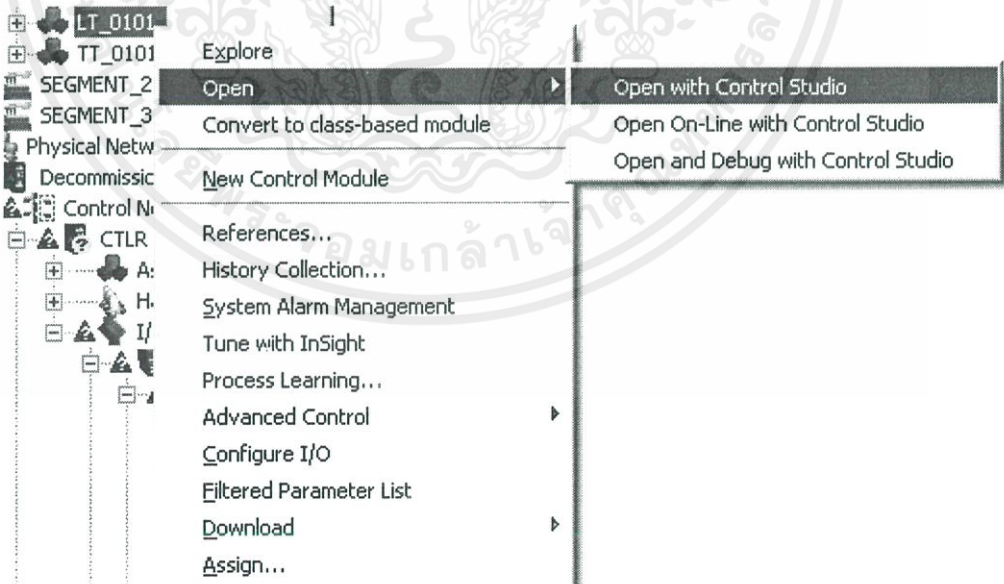 LT_0101
TT_0101
SEGMENT_2
SEGMENT_3
Physical Netw
Decommissic
Control N
CTLR
A:
H.
I/
Explore
Open
Convert to class-based module
New Control Module
References...
History Collection...
System Alarm Management
Tune with InSight
Process Learning...
Advanced Control
Configure I/O
Filtered Parameter List
Download
Assign...
Open with Control Studio
Open On-Line with Control Studio
Open and Debug with Control Studio